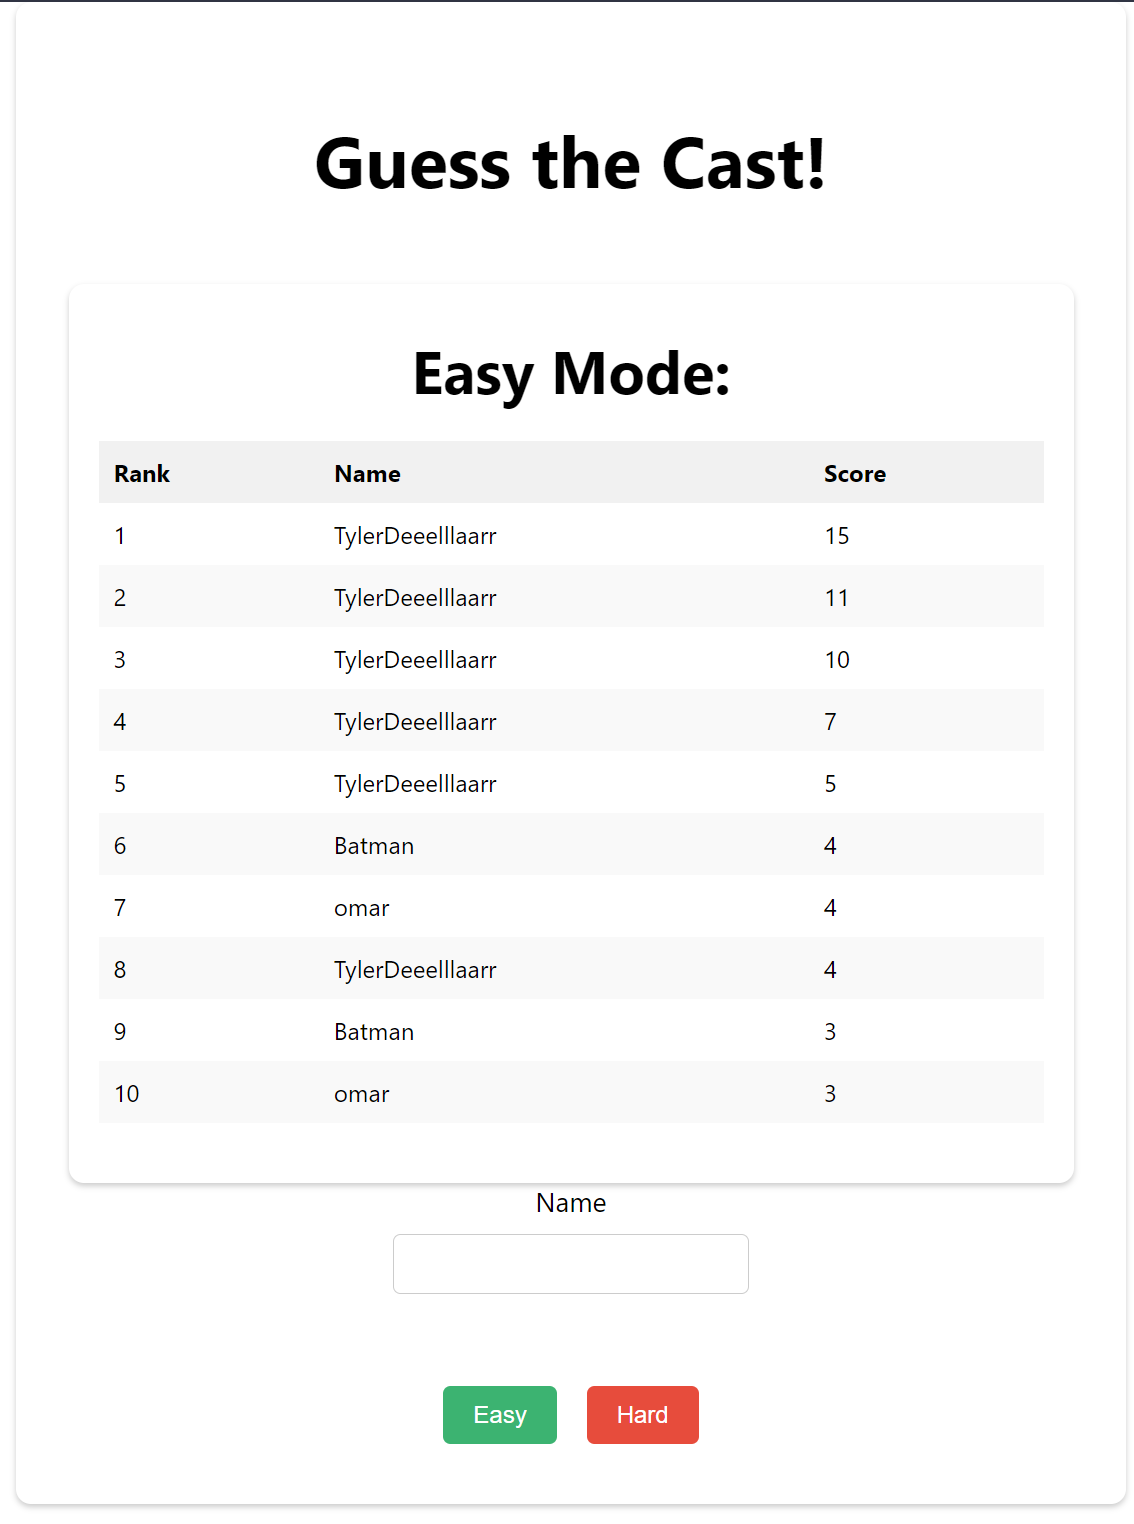 Guess the Cast!
Easy Mode:
Rank Name Score
1 TylerDeeelllaarr 15
2 TylerDeeelllaarr 11
3 TylerDeeelllaarr 10
4 TylerDeeelllaarr 7
5 TylerDeeelllaarr 5
6 Batman 4
7 omar 4
8 TylerDeeelllaarr 4
9 Batman 3
10 omar 3
Name
Easy Hard